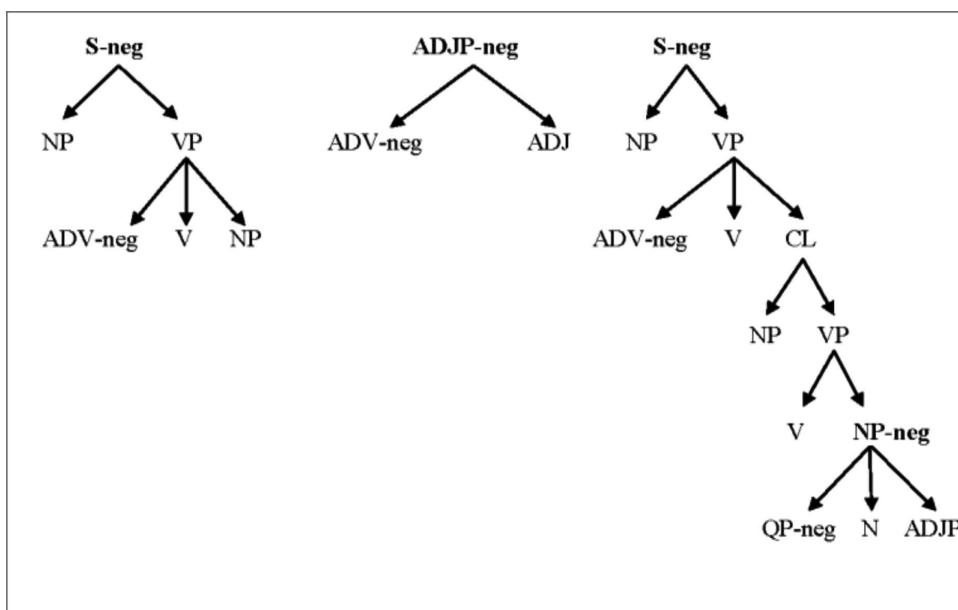 S-neg ADJP-neg S-neg
NP VP ADV-neg ADJ NP VP
ADV-neg V NP ADV-neg V CL
NP VP
V NP-neg
QP-neg N ADJP